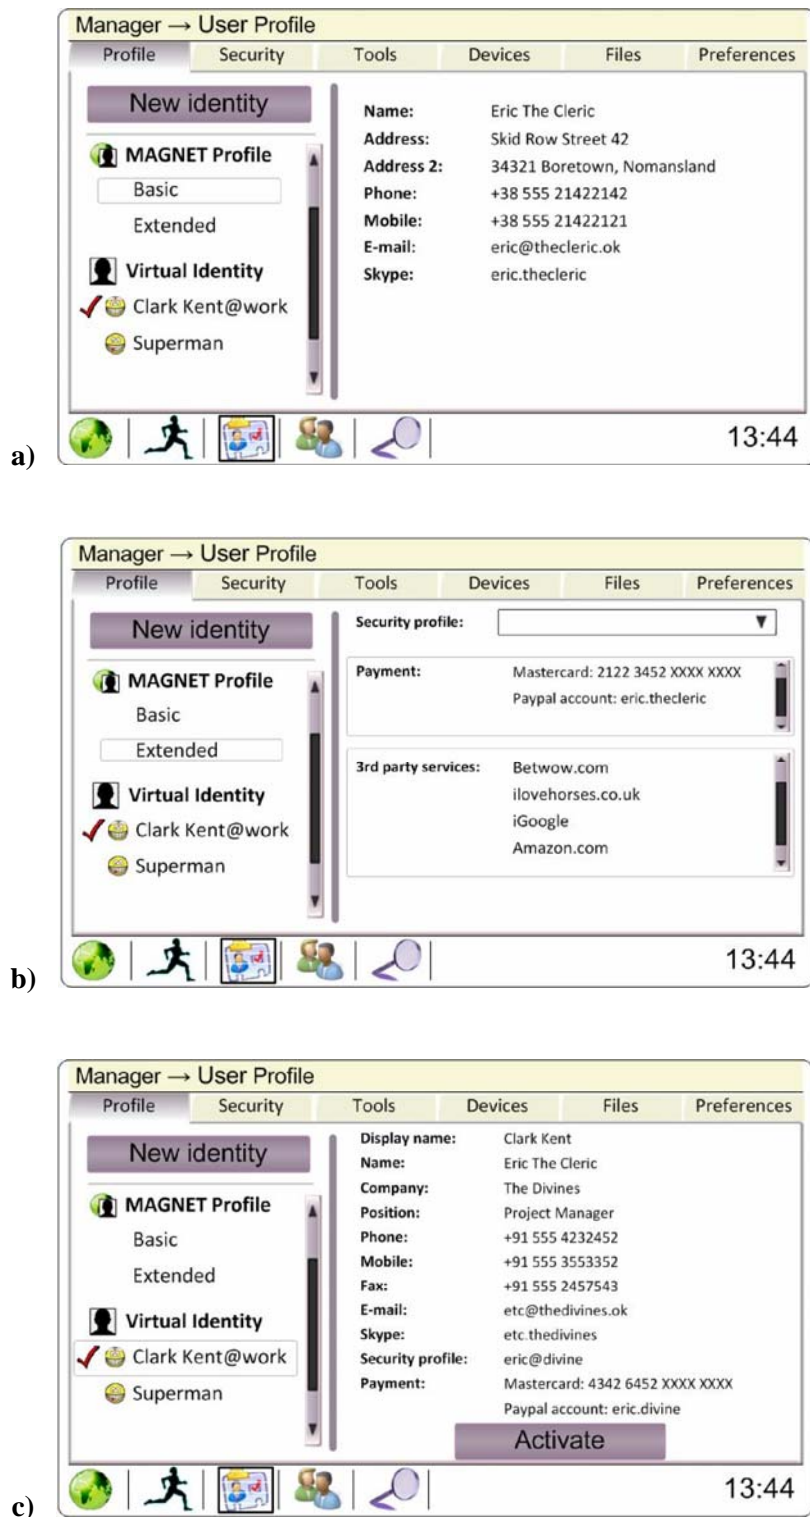 Manager → User Profile
Profile Security Tools Devices Files Preferences
New identity
MAGNET Profile
Basic
Extended
Virtual Identity
Clark Kent@work
Superman
Name: Eric The Cleric
Address: Skid Row Street 42
Address 2: 34321 Boretown, Nomansland
Phone: +38 555 21422142
Mobile: +38 555 21422121
E-mail: eric@thecleric.ok
Skype: eric.thecleric
13:44
a)
Manager → User Profile
Profile Security Tools Devices Files Preferences
New identity
MAGNET Profile
Basic
Extended
Virtual Identity
Clark Kent@work
Superman
Security profile:
Payment: Mastercard: 2122 3452 XXXX XXXX
Paypal account: eric.thecleric
3rd party services: Betwow.com
ilovehorses.co.uk
iGoogle
Amazon.com
13:44
b)
Manager → User Profile
Profile Security Tools Devices Files Preferences
New identity
MAGNET Profile
Basic
Extended
Virtual Identity
Clark Kent@work
Superman
Display name: Clark Kent
Name: Eric The Cleric
Company: The Divines
Position: Project Manager
Phone: +91 555 4232452
Mobile: +91 555 3553352
Fax: +91 555 2457543
E-mail: etc@thedivines.ok
Skype: etc.thedivines
Security profile: eric@divine
Payment: Mastercard: 4342 6452 XXXX XXXX
Paypal account: eric.divine
Activate
13:44
c)